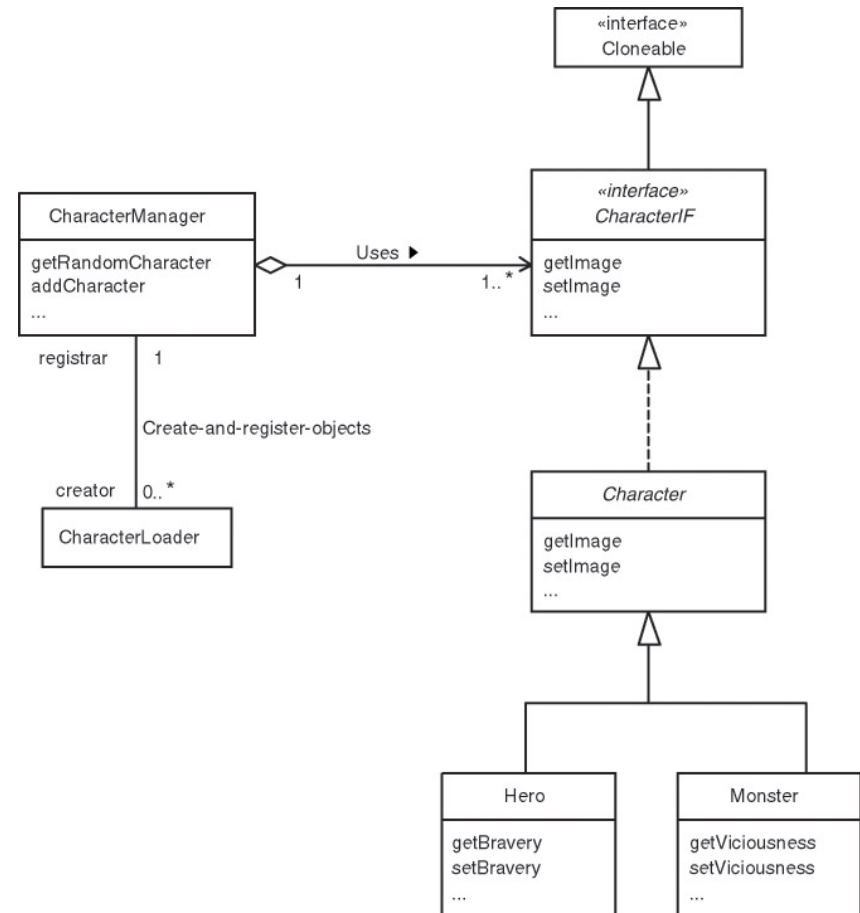 «interface»
Cloneable
«interface»
CharacterIF
getImage
setImage
...
CharacterManager
getRandomCharacter
addCharacter
...
Uses ▶
1
1..*
registrar
1
Create-and-register-objects
creator
0..*
CharacterLoader
Character
getImage
setImage
...
Hero
getBravery
setBravery
...
Monster
getViciousness
setViciousness
...